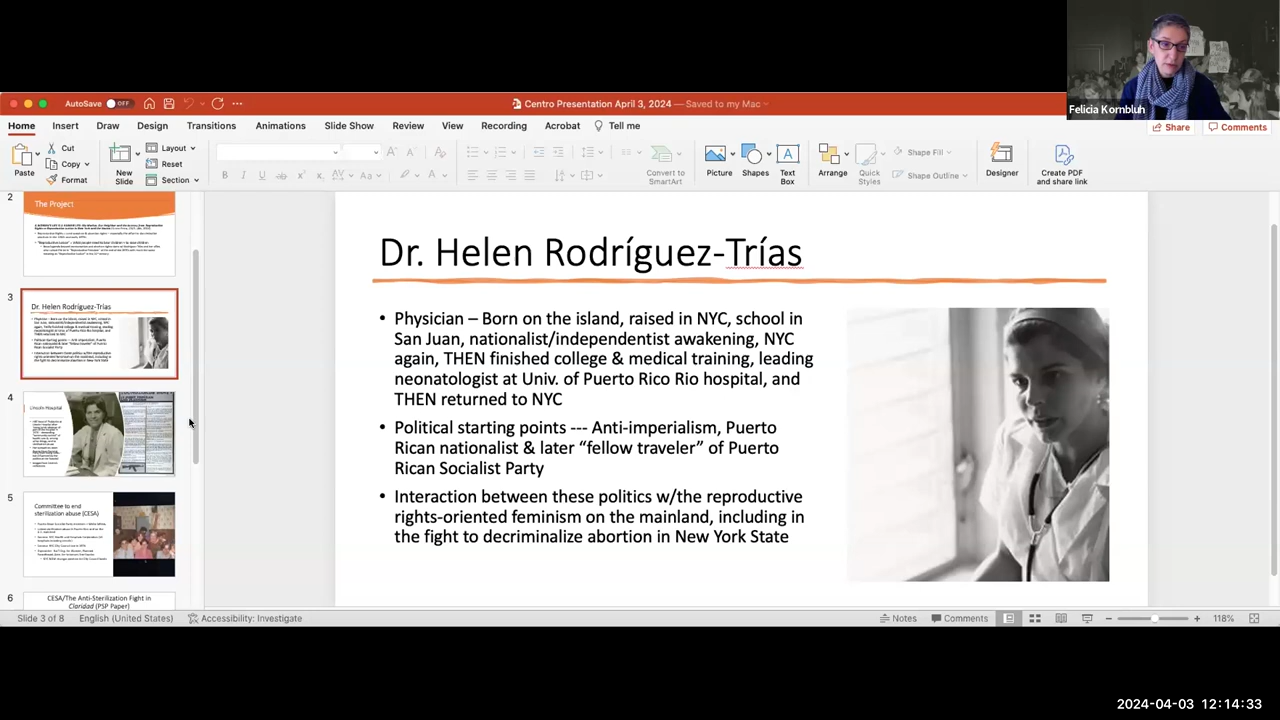 Felicia Kornbluh
AutoSave OFF
Centro Presentation April 3, 2024 — Saved to my Mac
Home Insert Draw Design Transitions Animations Slide Show Review View Recording Acrobat Tell me
Share Comments
Paste
Cut
Copy
Format
New Slide
Layout
Reset
Section
Convert to SmartArt
Picture
Shapes
Text Box
Arrange
Quick Styles
Shape Fill
Shape Outline
Designer
Create PDF and share link
2
The Project
3
Dr. Helen Rodríguez-Trías
4
Lincoln Hospital
5
Committee to end
sterilization abuse (CESA)
6
CESA/The Anti-Sterilization Fight in
Claridad (PSP Paper)
Dr. Helen Rodríguez-Trías
• Physician – Born on the island, raised in NYC, school in
San Juan, nationalist/independentist awakening, NYC
again, THEN finished college & medical training, leading
neonatologist at Univ. of Puerto Rico Rio hospital, and
THEN returned to NYC
• Political starting points --- Anti-imperialism, Puerto
Rican nationalist & later “fellow traveler” of Puerto
Rican Socialist Party
• Interaction between these politics w/the reproductive
rights-oriented feminism on the mainland, including in
the fight to decriminalize abortion in New York State
Slide 3 of 8 English (United States) Accessibility: Investigate Notes Comments 118%
2024-04-03 12:14:33